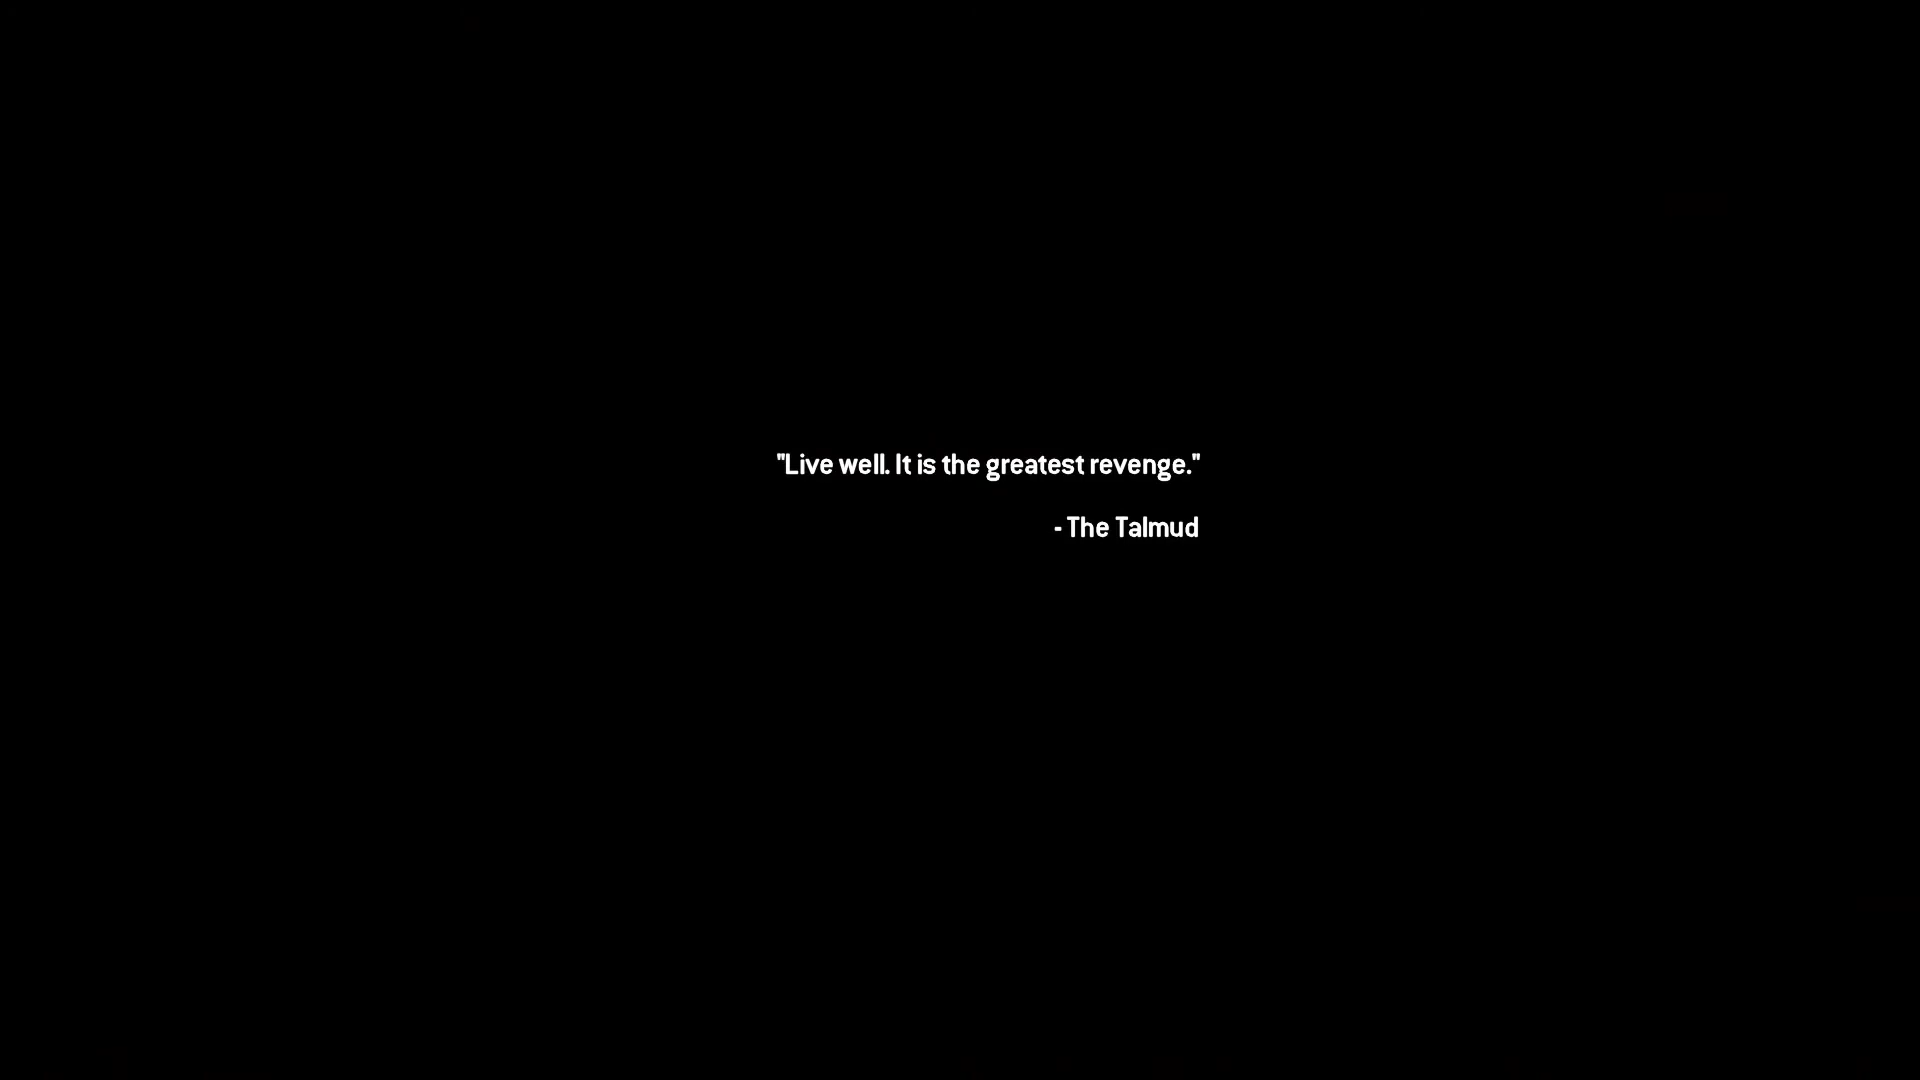 "Live well. It is the greatest revenge."
- The Talmud